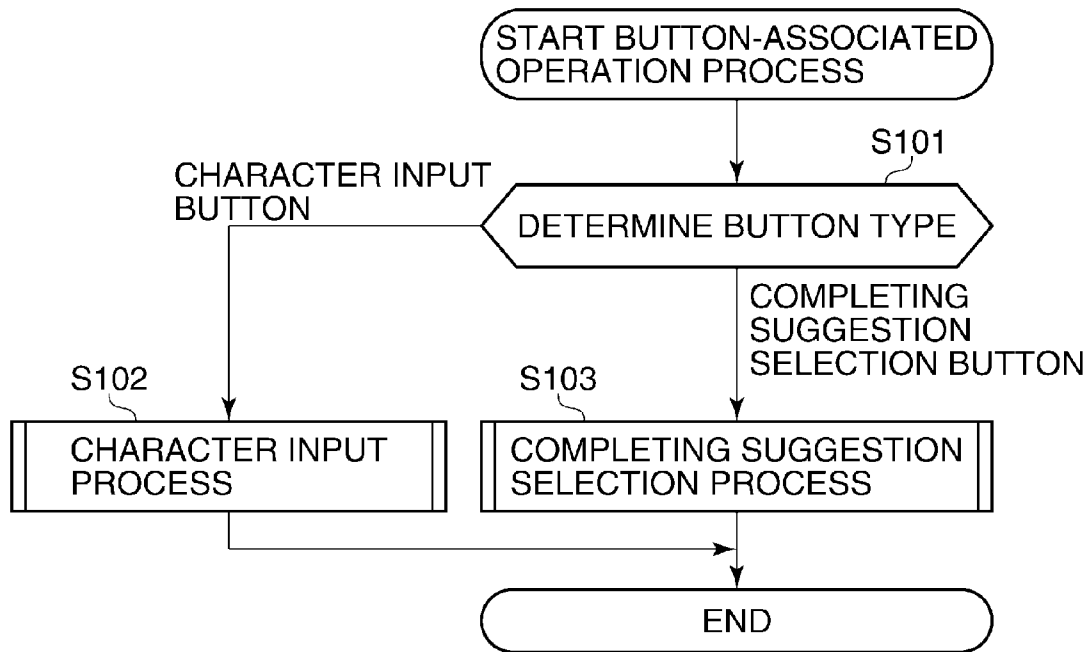 START BUTTON-ASSOCIATED
OPERATION PROCESS
S101
CHARACTER INPUT
BUTTON
DETERMINE BUTTON TYPE
COMPLETING
SUGGESTION
SELECTION BUTTON
S102
CHARACTER INPUT
PROCESS
S103
COMPLETING SUGGESTION
SELECTION PROCESS
END